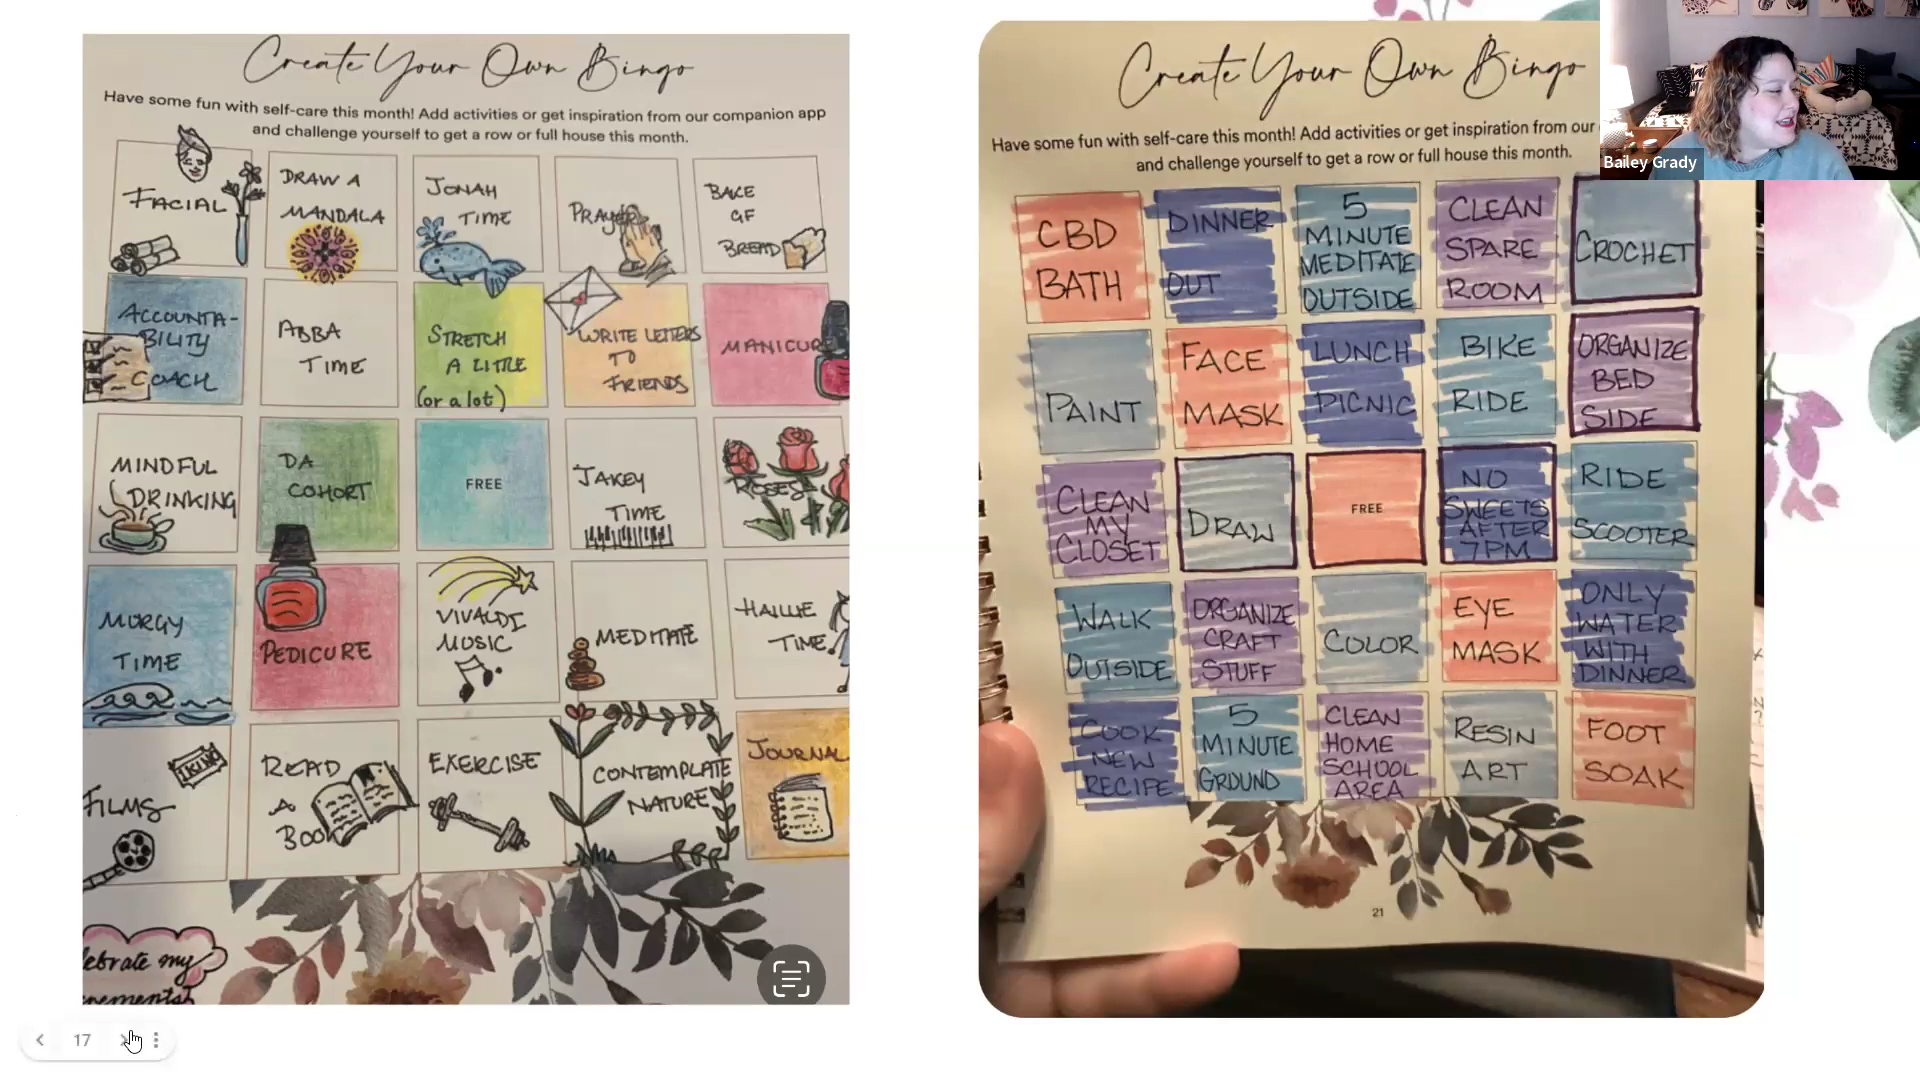 Create Your Own Bingo
Have some fun with self-care this month! Add activities or get inspiration from our companion app
and challenge yourself to get a row or full house this month.
FACIAL
DRAW A
MANDALA
JONAH
TIME
PRAYER
BAKE
GF
BREAD
ACCOUNTA-
BILITY
COACH
ABBA
TIME
STRETCH
A LITTLE
(or a lot)
WRITE LETTERS
TO
FRIENDS
MANICURE
MINDFUL
DRINKING
DA
COHORT
FREE
JAKEY
TIME
ROSES
MORGY
TIME
PEDICURE
VIVALDI
MUSIC
MEDITATE
HALLIE
TIME
FILMS
READ
A
BOOK
EXERCISE
CONTEMPLATE
NATURE
JOURNAL
lebrate my
Create Your Own Bingo
Have some fun with self-care this month! Add activities or get inspiration from our
and challenge yourself to get a row or full house this month.
CBD
BATH
DINNER
OUT
5
MINUTE
MEDITATE
OUTSIDE
CLEAN
SPARE
ROOM
CROCHET
PAINT
FACE
MASK
LUNCH
PICNIC
BIKE
RIDE
ORGANIZE
BED
SIDE
CLEAN
MY
CLOSET
DRAW
FREE
NO
SWEETS
AFTER
7PM
RIDE
SCOOTER
WALK
OUTSIDE
ORGANIZE
CRAFT
STUFF
COLOR
EYE
MASK
ONLY
WATER
WITH
DINNER
COOK
NEW
RECIPE
5
MINUTE
GROUND
CLEAN
HOME
SCHOOL
AREA
RESIN
ART
FOOT
SOAK
21
Bailey Grady
17